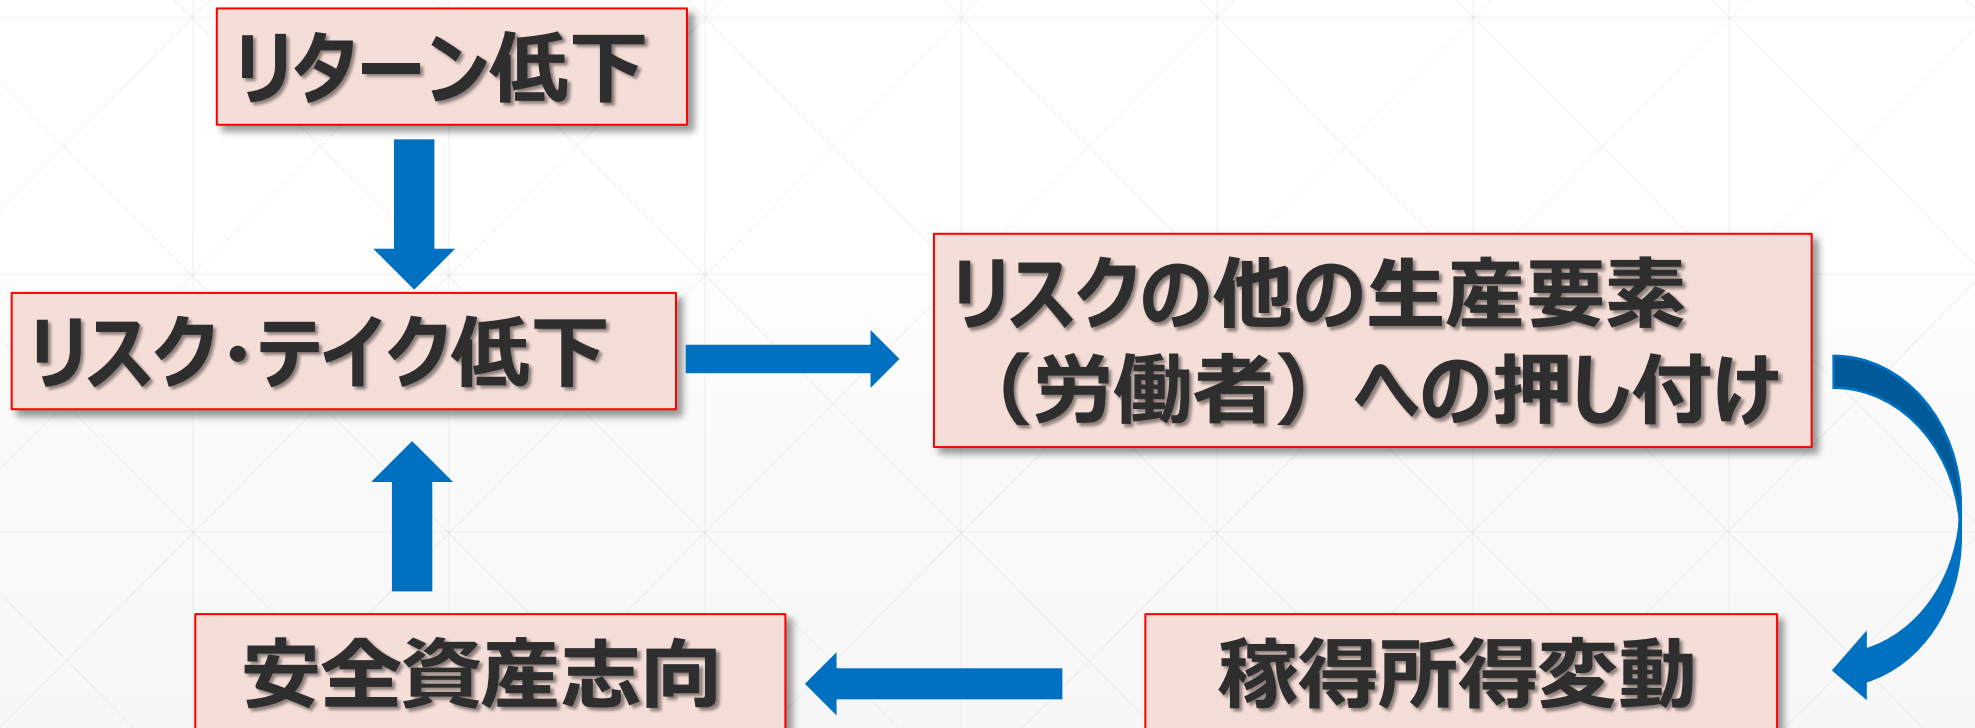 リターン低下
リスク・テイク低下
リスクの他の生産要素
（労働者）への押し付け
安全資産志向
稼得所得変動